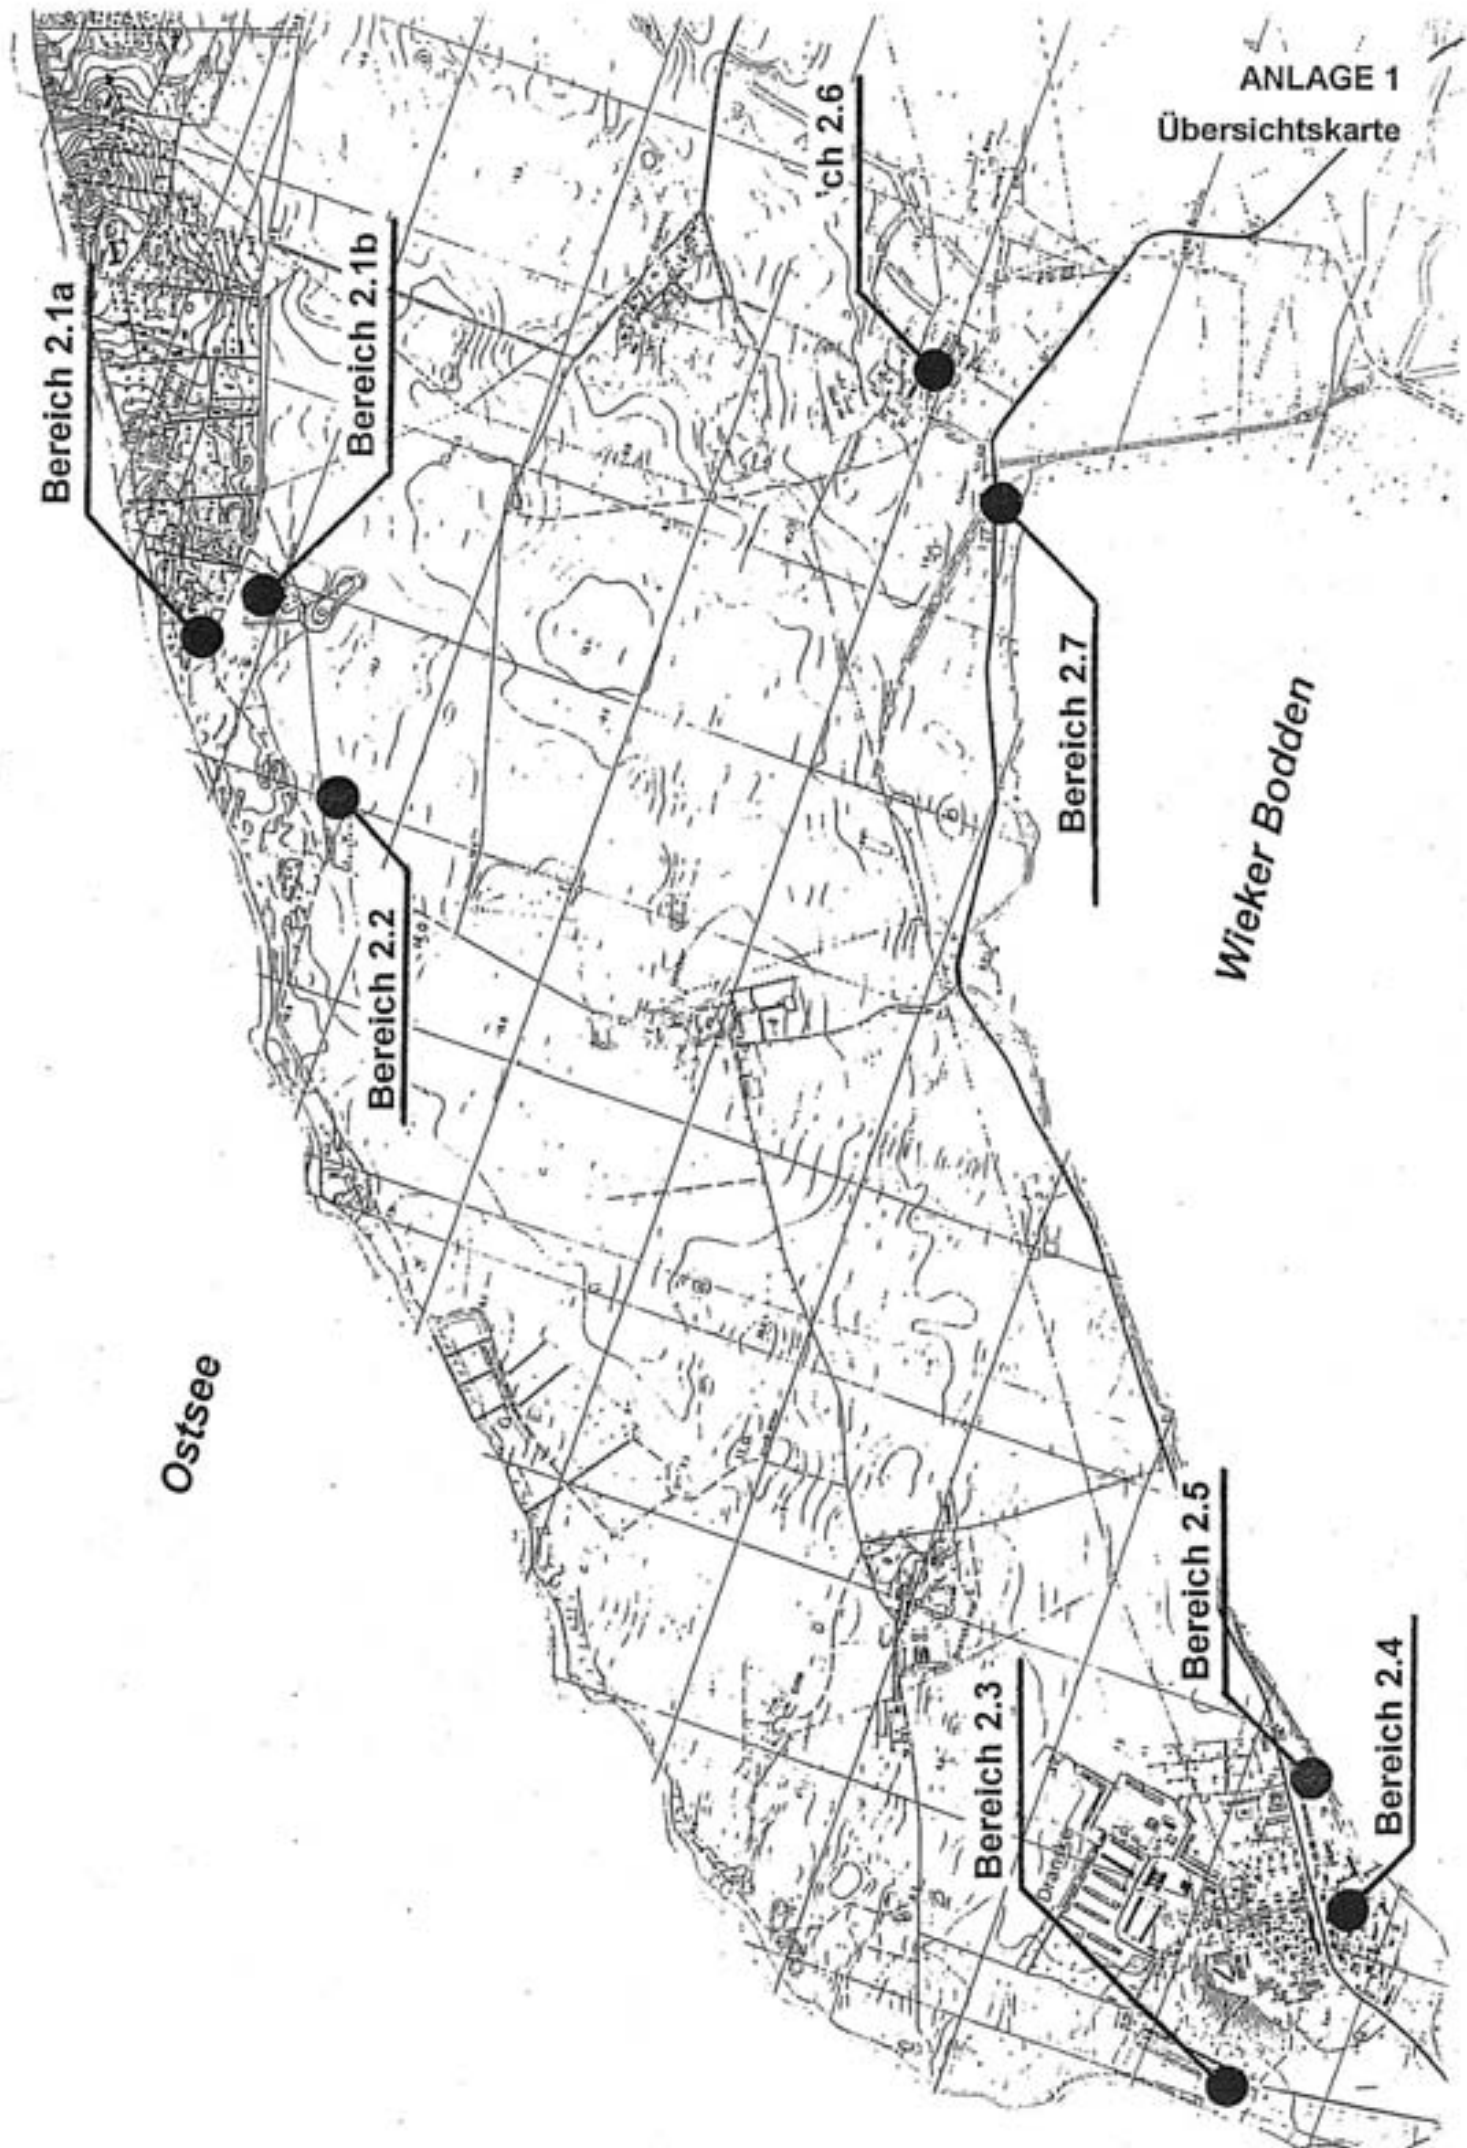 ANLAGE 1
Übersichtskarte
Bereich 2.1a
Bereich 2.1b
ch 2.6
Bereich 2.2
Bereich 2.7
Wieker Bodden
Ostsee
Bereich 2.5
Bereich 2.3
Bereich 2.4
Dranske